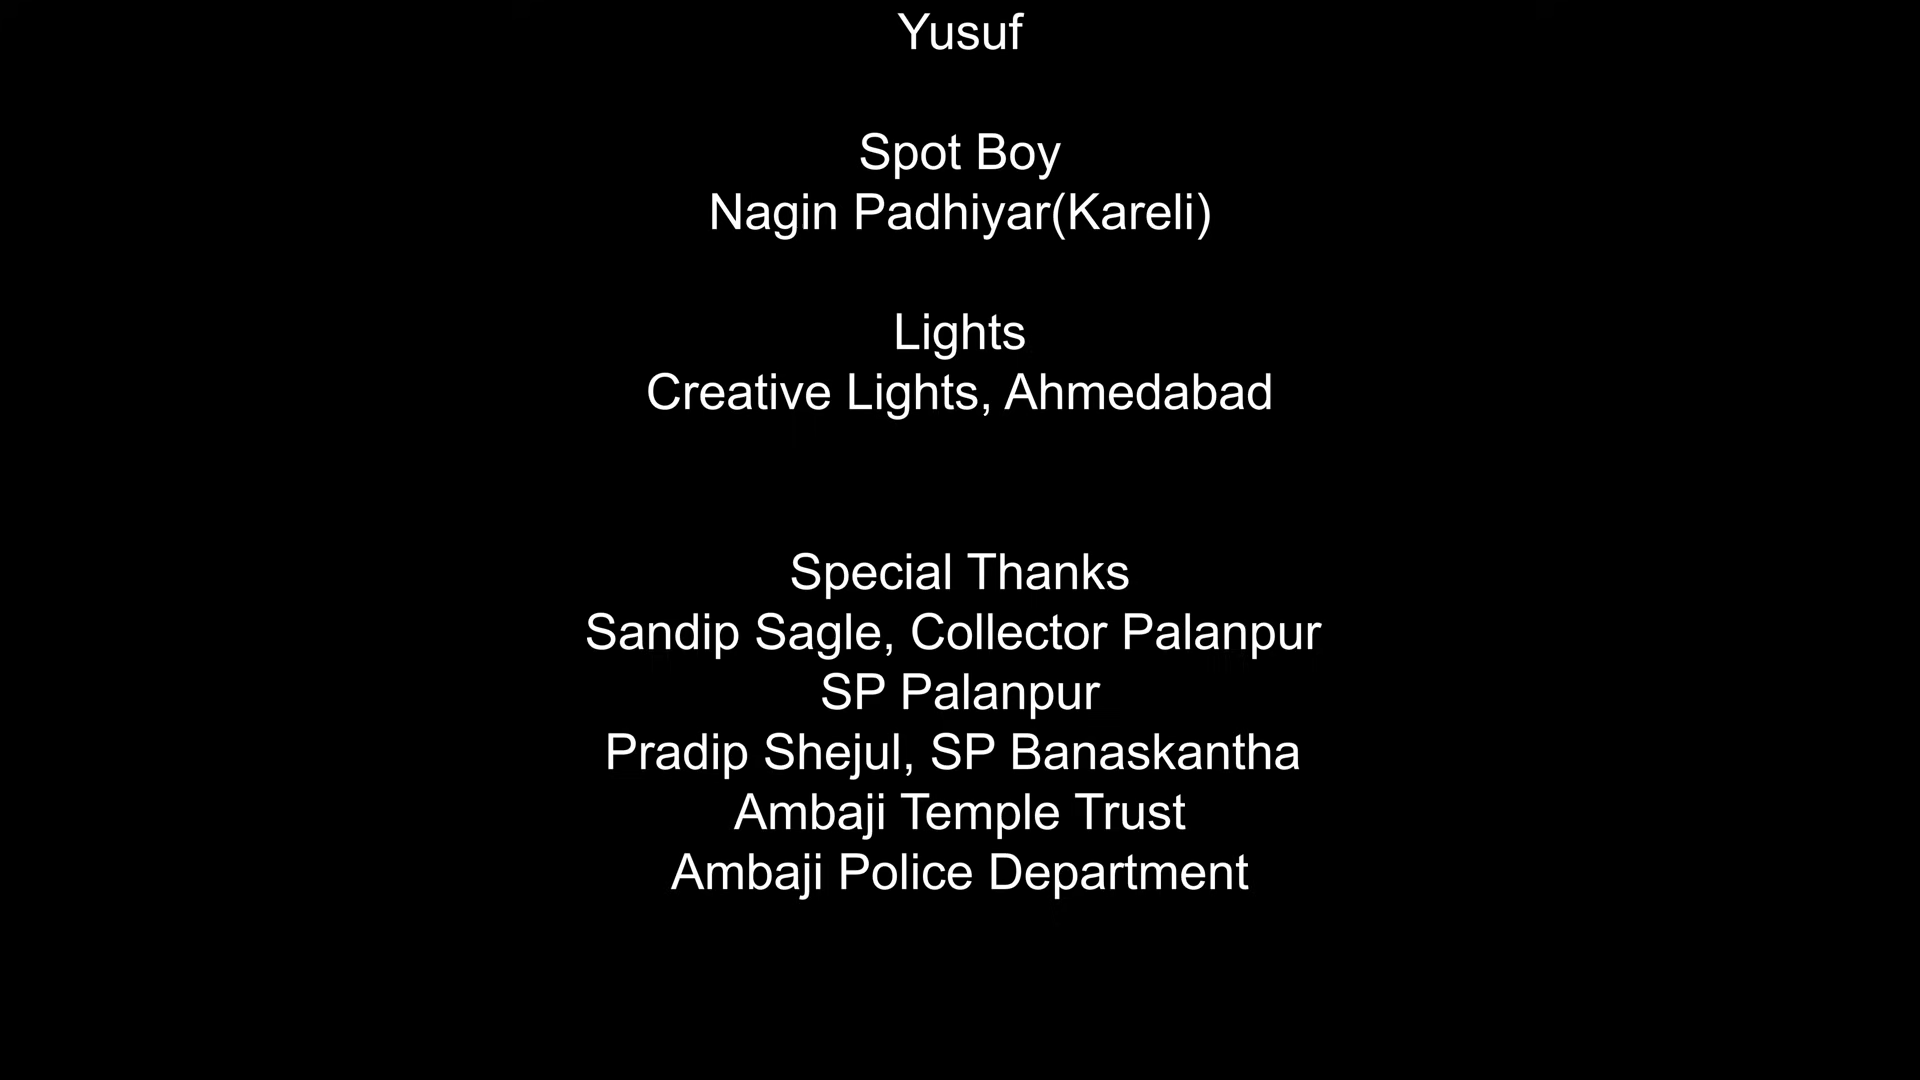 Yusuf
Spot Boy
Nagin Padhiyar(Kareli)
Lights
Creative Lights, Ahmedabad
Special Thanks
Sandip Sagle, Collector Palanpur
SP Palanpur
Pradip Shejul, SP Banaskantha
Ambaji Temple Trust
Ambaji Police Department